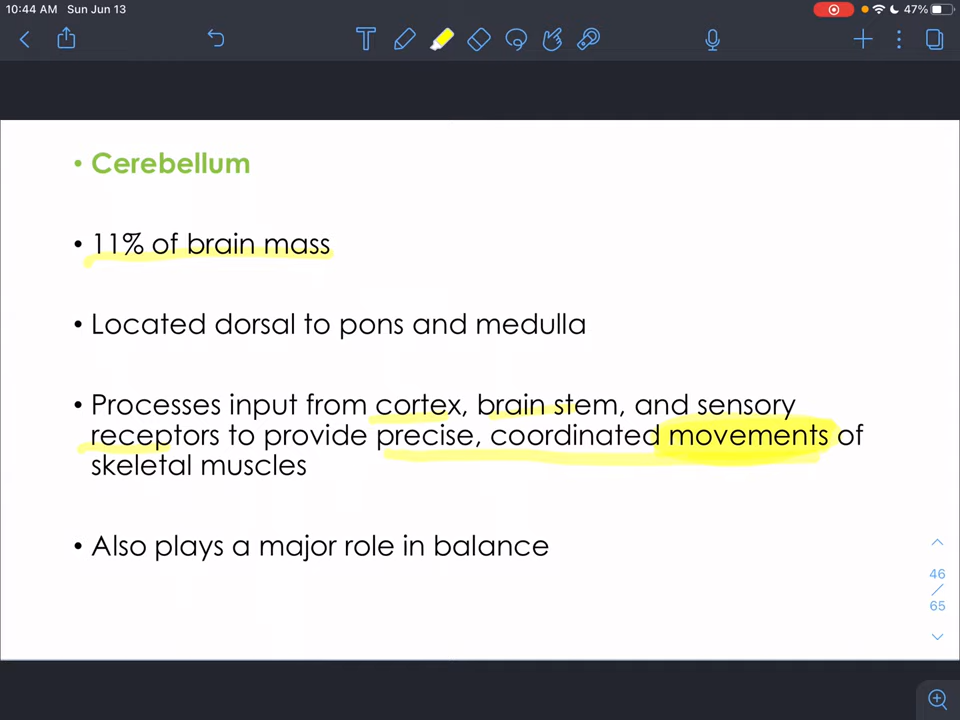 10:44 AM Sun Jun 13
47%
T
• Cerebellum
• 11% of brain mass
• Located dorsal to pons and medulla
• Processes input from cortex, brain stem, and sensory
receptors to provide precise, coordinated movements of
skeletal muscles
• Also plays a major role in balance
46
/
65